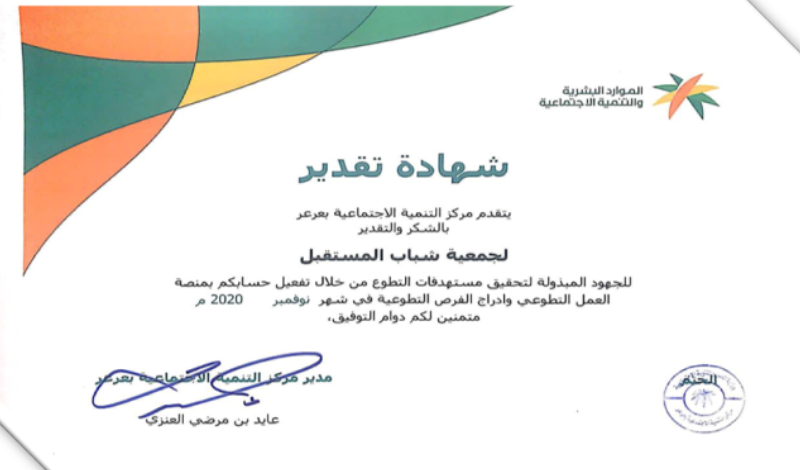 الموارد البشرية
والتنمية الاجتماعية
شهادة تقدير
يتقدم مركز التنمية الاجتماعية بعرعر
بالشكر والتقدير
لجمعية شباب المستقبل
للجهود المبذولة لتحقيق مستهدفات التطوع من خلال تفعيل حسابكم بمنصة
العمل التطوعي وادراج الفرص التطوعية في شهر نوفمبر 2020 م
متمنين لكم دوام التوفيق،
مدير مركز التنمية الاجتماعية بعرعر
عايد بن مرضي العنزي
الختم